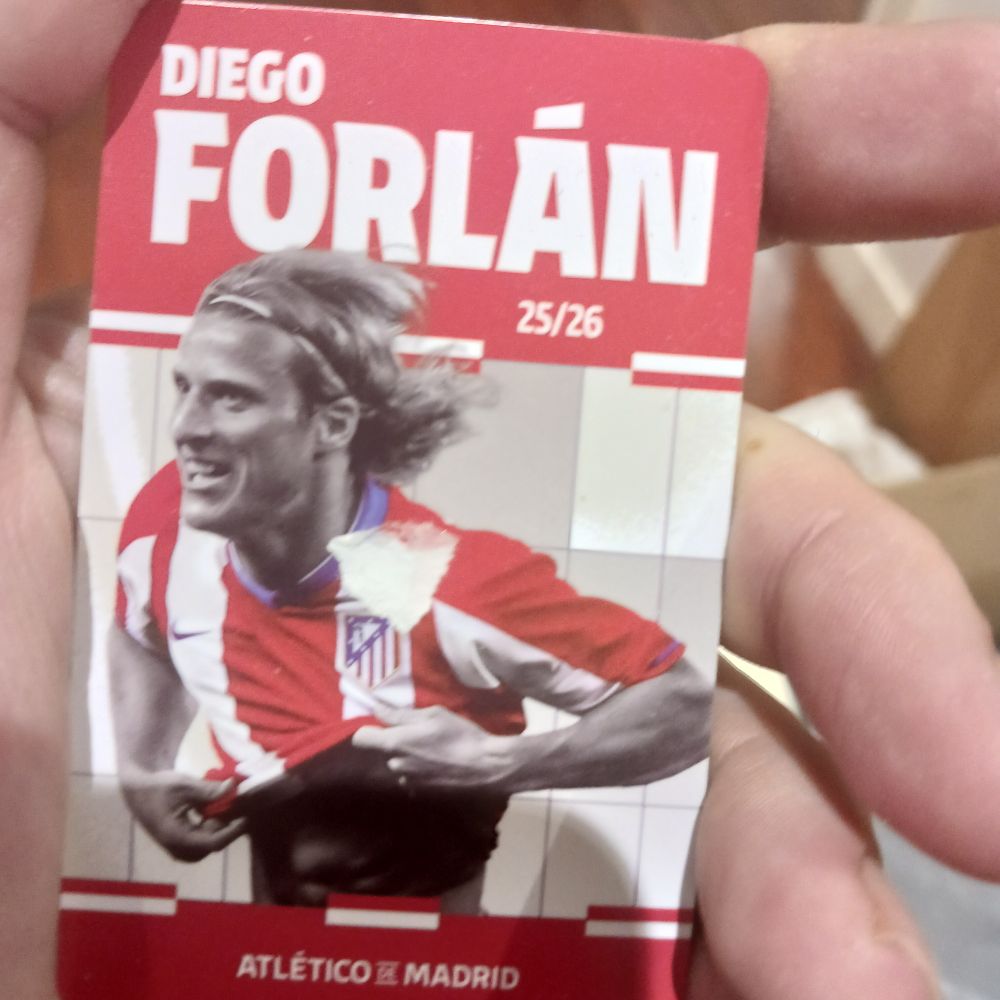 DIEGO
FORLÁN
25/26
ATLÉTICO DE MADRID